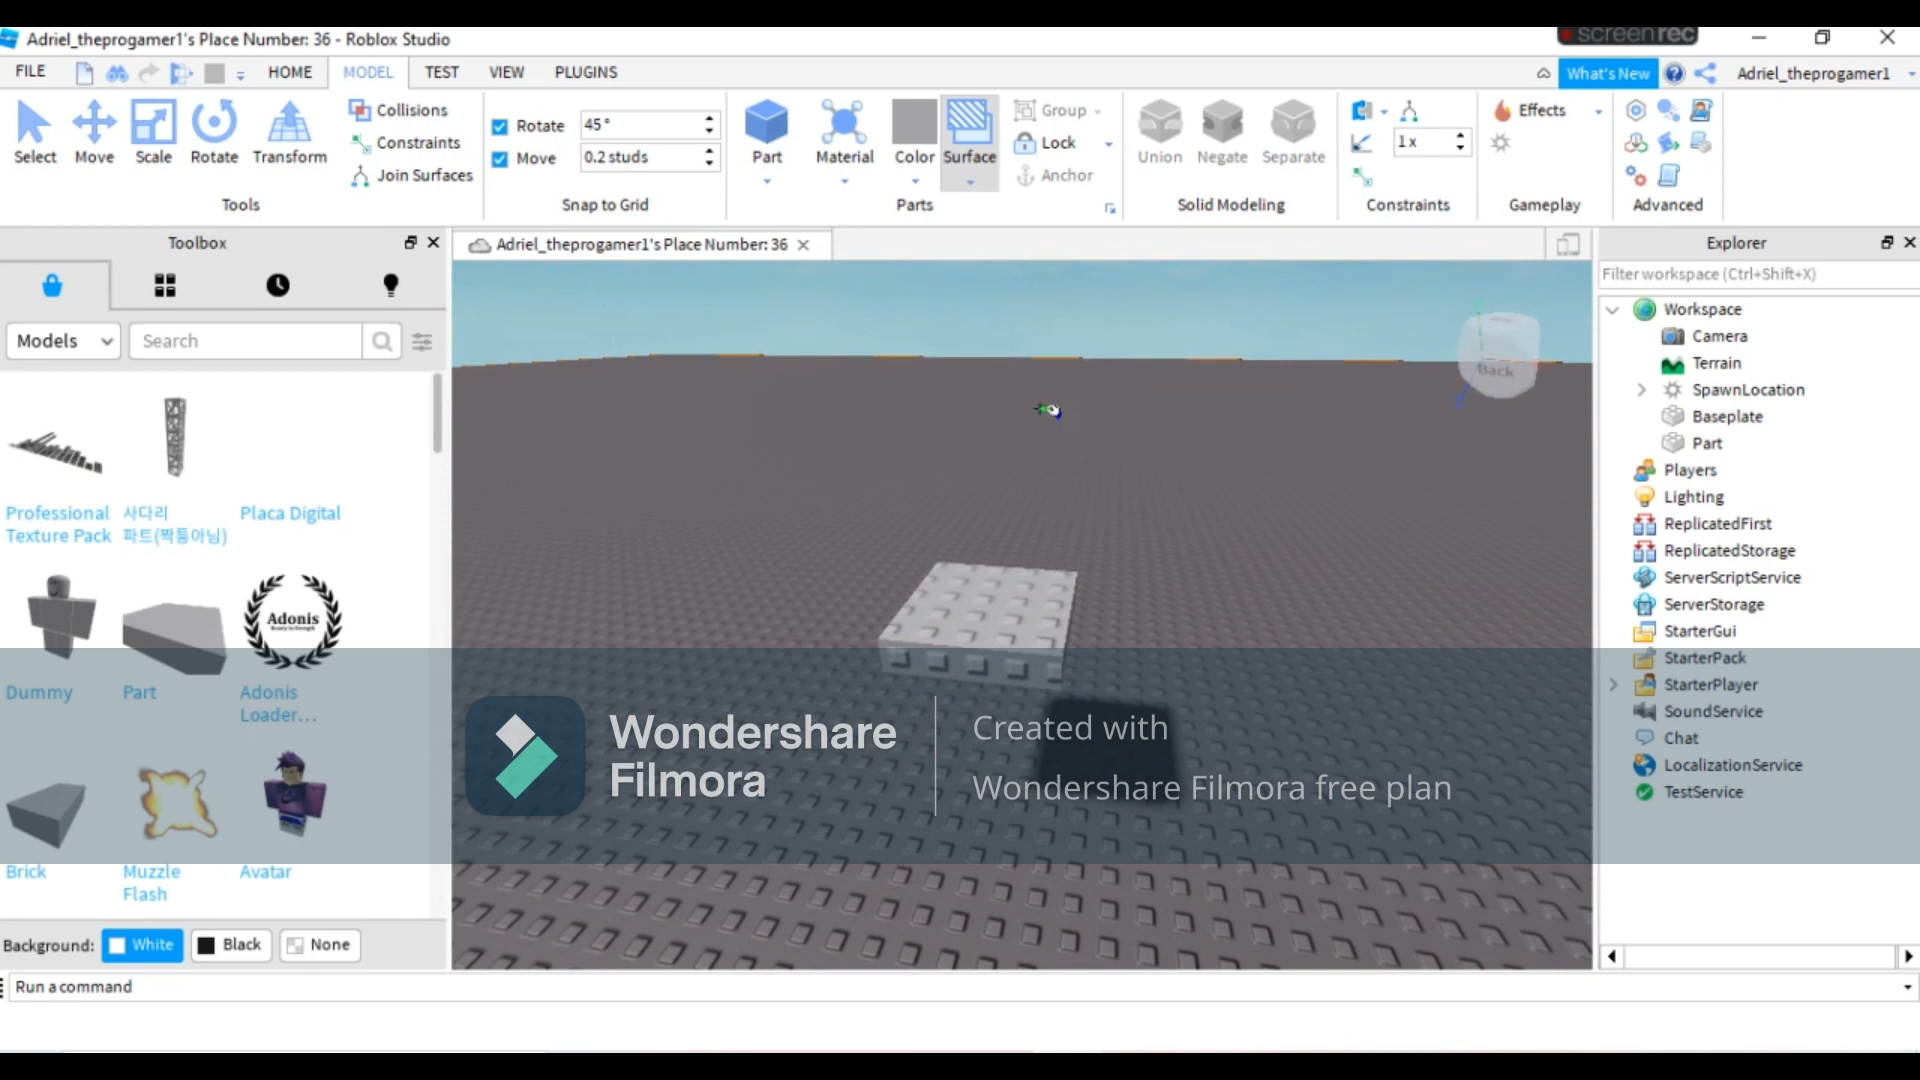 screenrec
Adriel_theprogamer1's Place Number: 36 - Roblox Studio
FILE
HOME
MODEL
TEST
VIEW
PLUGINS
What's New
Adriel_theprogamer1
Select
Move
Scale
Rotate
Transform
Collisions
Constraints
Join Surfaces
Tools
Rotate
45°
Move
0.2 studs
Snap to Grid
Part
Material
Color
Surface
Group
Lock
Anchor
Parts
Union
Negate
Separate
Solid Modeling
1 x
Constraints
Effects
Gameplay
Advanced
Toolbox
Models
Search
Professional
Texture Pack
사다리
파트(짝퉁아님)
Placa Digital
Dummy
Part
Adonis
Adonis
Loader...
Brick
Muzzle
Flash
Avatar
Background:
White
Black
None
Run a command
Adriel_theprogamer1's Place Number: 36
Back
Wondershare
Filmora
Created with
Wondershare Filmora free plan
Explorer
Filter workspace (Ctrl+Shift+X)
Workspace
Camera
Terrain
SpawnLocation
Baseplate
Part
Players
Lighting
ReplicatedFirst
ReplicatedStorage
ServerScriptService
ServerStorage
StarterGui
StarterPack
StarterPlayer
SoundService
Chat
LocalizationService
TestService